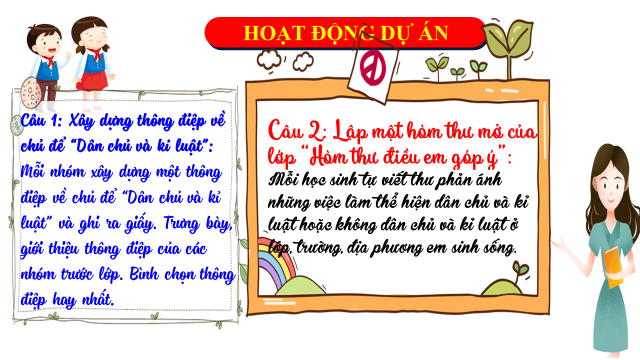 HOẠT ĐỘNG DỰ ÁN
Câu 1: Xây dựng thông điệp về
chủ đề “Dân chủ và kỉ luật”:
Mỗi nhóm xây dựng một thông
điệp về chủ đề “Dân chủ và kỉ
luật” và ghi ra giấy. Trưng bày,
giới thiệu thông điệp của các
nhóm trước lớp. Bình chọn thông
điệp hay nhất.
Câu 2: Lập một hòm thư mở của
lớp “Hòm thư điều em góp ý”:
Mỗi học sinh tự viết thư phản ánh
những việc làm thể hiện dân chủ và kỉ
luật hoặc không dân chủ và kỉ luật ở
lớp, trường, địa phương em sinh sống.